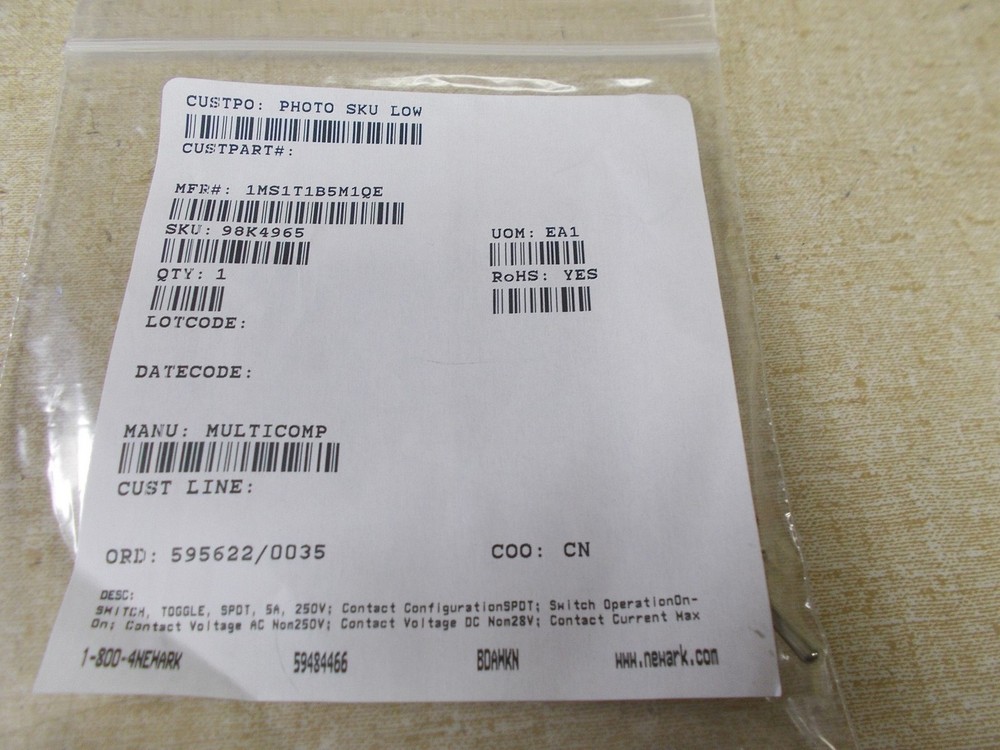 CUSTPO: PHOTO SKU LOW
CUSTPART#:
MFR#: 1MS1T1B5M1QE
SKU: 98K4965 UOM: EA1
QTY: 1 RoHS: YES
LOTCODE:
DATECODE:
MANU: MULTICOMP
CUST LINE:
ORD: 595622/0035 COO: CN
DESC:
SWITCH, TOGGLE, SPDT, 5A, 250V; Contact ConfigurationSPDT; Switch OperationOn-
On; Contact Voltage AC Nom250V; Contact Voltage DC Nom28V; Contact Current Max
1-800-4NEWARK 59484466 BDAWKN www.newark.com